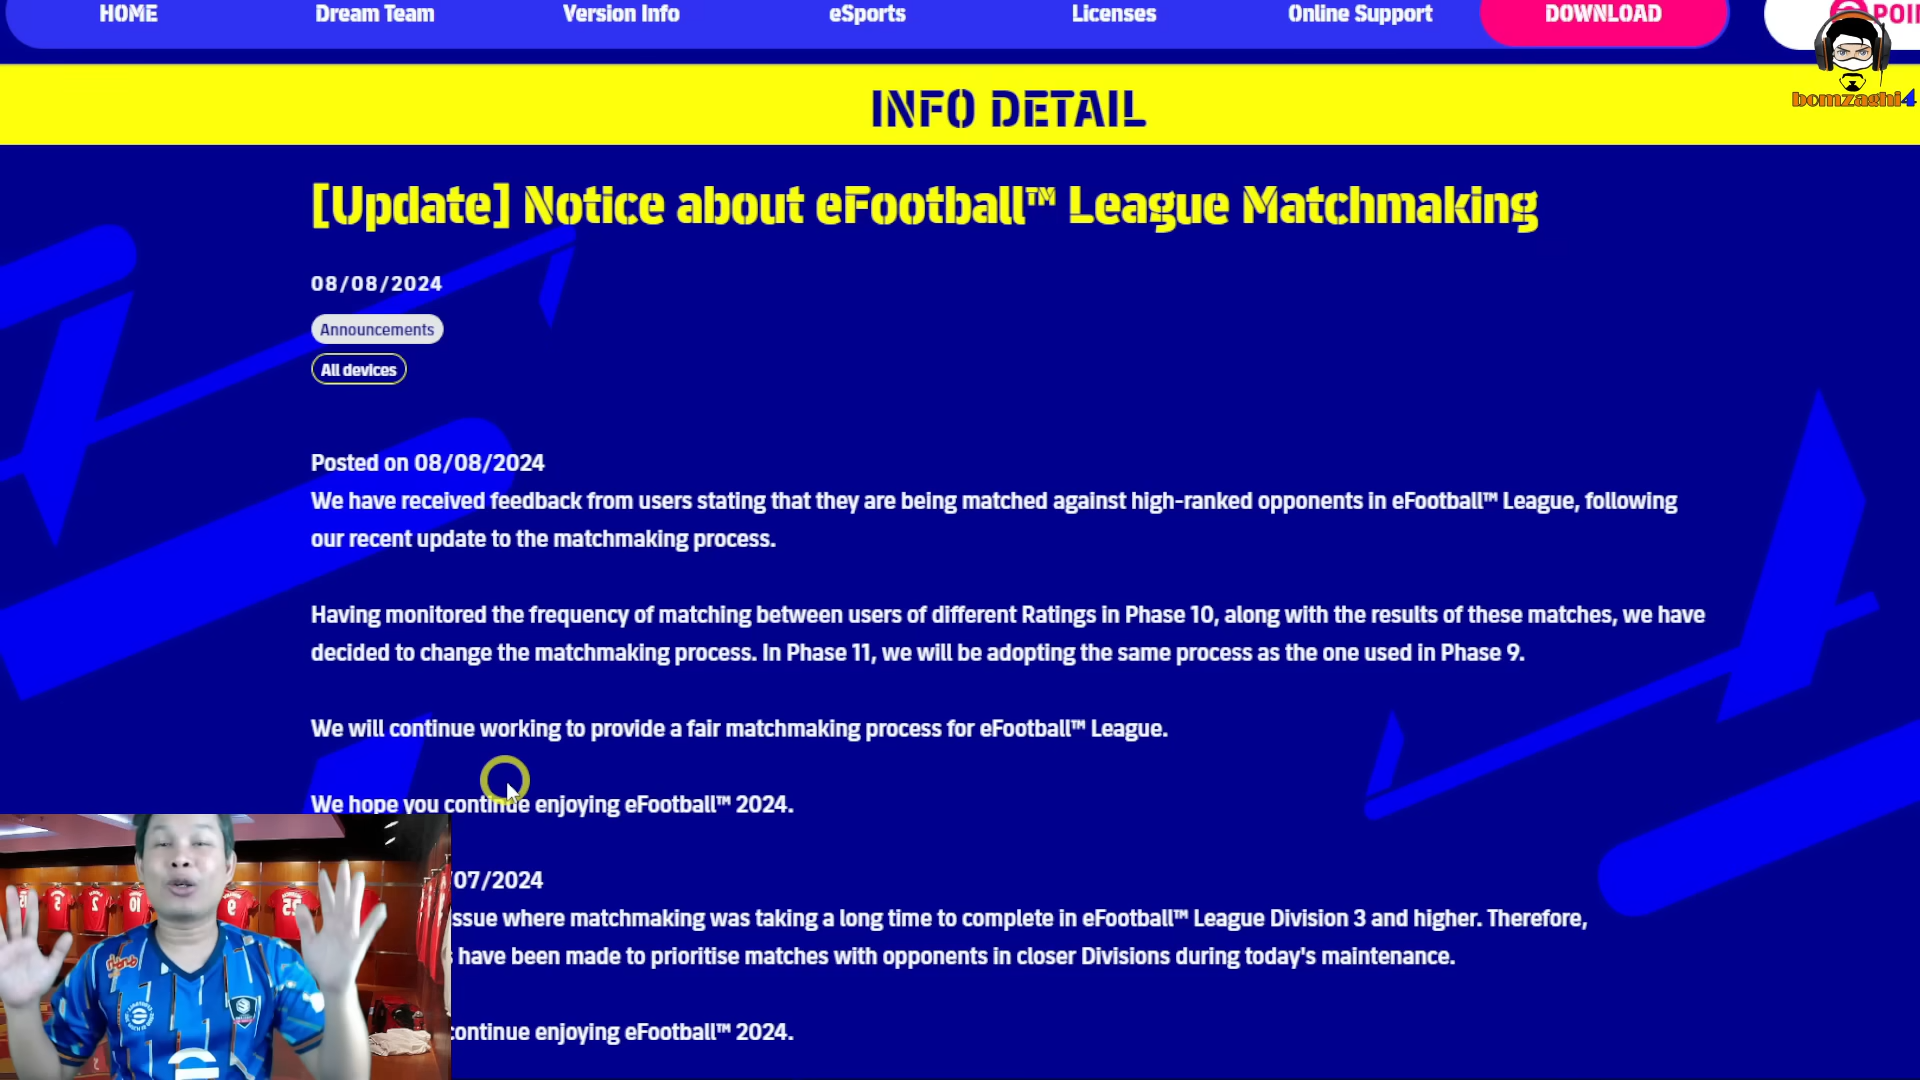 HOME Dream Team Version Info eSports Licenses Online Support DOWNLOAD POI
bomzaghi4
INFO DETAIL
[Update] Notice about eFootball™ League Matchmaking
08/08/2024
Announcements
All devices
Posted on 08/08/2024
We have received feedback from users stating that they are being matched against high-ranked opponents in eFootball™ League, following
our recent update to the matchmaking process.
Having monitored the frequency of matching between users of different Ratings in Phase 10, along with the results of these matches, we have
decided to change the matchmaking process. In Phase 11, we will be adopting the same process as the one used in Phase 9.
We will continue working to provide a fair matchmaking process for eFootball™ League.
We hope you continue enjoying eFootball™ 2024.
/07/2024
issue where matchmaking was taking a long time to complete in eFootball™ League Division 3 and higher. Therefore,
have been made to prioritise matches with opponents in closer Divisions during today's maintenance.
continue enjoying eFootball™ 2024.